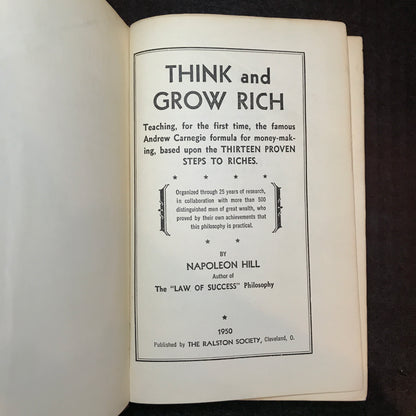 THINK and
GROW RICH
Teaching, for the first time, the famous
Andrew Carnegie formula for money-mak-
ing, based upon the THIRTEEN PROVEN
STEPS TO RICHES.
Organized through 25 years of research,
in collaboration with more than 500
distinguished men of great wealth, who
proved by their own achievements that
this philosophy is practical.
BY
NAPOLEON HILL
Author of
The "LAW OF SUCCESS" Philosophy
1950
Published by THE RALSTON SOCIETY, Cleveland, O.